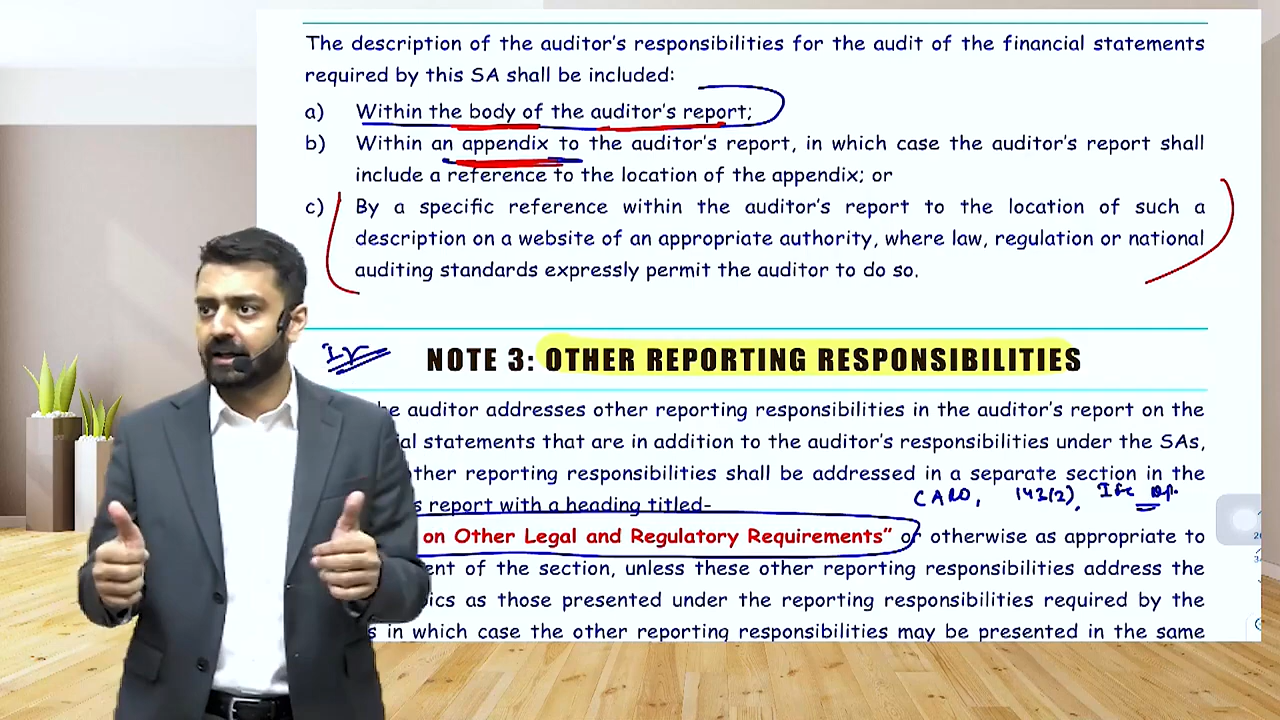 The description of the auditor's responsibilities for the audit of the financial statements
required by this SA shall be included:
a) Within the body of the auditor's report;
b) Within an appendix to the auditor's report, in which case the auditor's report shall
include a reference to the location of the appendix; or
c) By a specific reference within the auditor's report to the location of such a
description on a website of an appropriate authority, where law, regulation or national
auditing standards expressly permit the auditor to do so.
NOTE 3: OTHER REPORTING RESPONSIBILITIES
he auditor addresses other reporting responsibilities in the auditor's report on the
ial statements that are in addition to the auditor's responsibilities under the SAs,
ther reporting responsibilities shall be addressed in a separate section in the
CARO, 143(2),
s report with a heading titled-
on Other Legal and Regulatory Requirements" or otherwise as appropriate to
ent of the section, unless these other reporting responsibilities address the
ics as those presented under the reporting responsibilities required by the
s in which case the other reporting responsibilities may be presented in the same